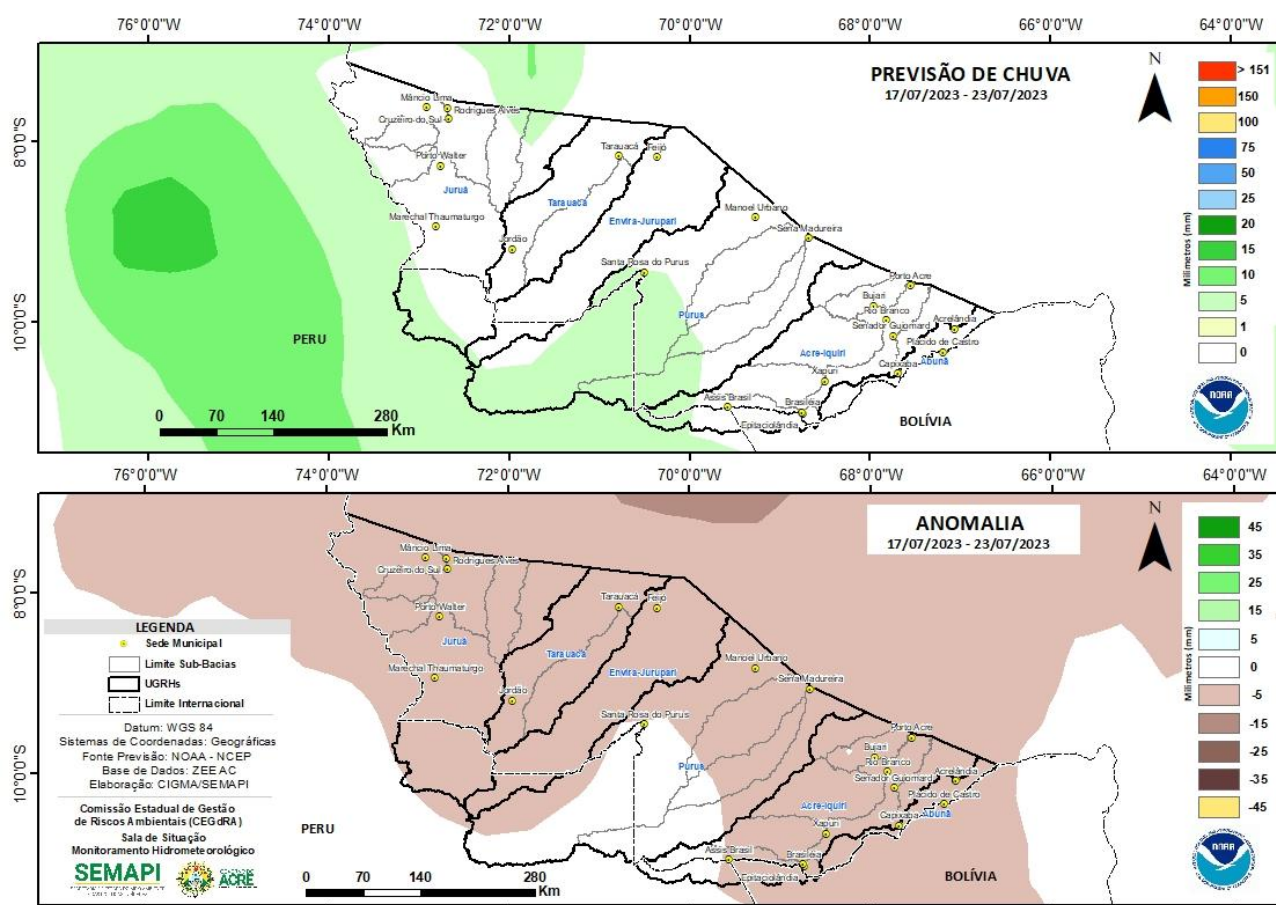 76°0'0"W
74°0'0"W
72°0'0"W
70°0'0"W
68°0'0"W
66°0'0"W
64°0'0"W
PREVISÃO DE CHUVA
17/07/2023 - 23/07/2023
N
> 151
150
100
75
50
25
20
15
10
5
1
0
Milímetros (mm)
8°0'0"S
10°0'0"S
Mâncio Lima
Rodrigues Alves
Cruzeiro do Sul
Porto Walter
Juruá
Marechal Thaumaturgo
Tarauacá
Feijó
Tarauacá
Envira-Jurupari
Jordão
Manoel Urbano
Sena Madureira
Santa Rosa do Purus
Purus
Porto Acre
Bujari
Rio Branco
Senador Guiomard
Acrelândia
Plácido de Castro
Abunã
Acre-Iquiri
Capixaba
Xapuri
Assis Brasil
Brasiléia
Epitaciolândia
PERU
BOLÍVIA
0 70 140 280
Km
NOAA
76°0'0"W
74°0'0"W
72°0'0"W
70°0'0"W
68°0'0"W
66°0'0"W
64°0'0"W
ANOMALIA
17/07/2023 - 23/07/2023
N
45
35
25
15
5
0
-5
-15
-25
-35
-45
Milímetros (mm)
8°0'0"S
10°0'0"S
Mâncio Lima
Rodrigues Alves
Cruzeiro do Sul
Porto Walter
Juruá
Marechal Thaumaturgo
Tarauacá
Feijó
Tarauacá
Envira-Jurupari
Jordão
Manoel Urbano
Sena Madureira
Santa Rosa do Purus
Purus
Porto Acre
Bujari
Rio Branco
Senador Guiomard
Acrelândia
Plácido de Castro
Abunã
Acre-Iquiri
Capixaba
Xapuri
Assis Brasil
Brasiléia
Epitaciolândia
PERU
BOLÍVIA
0 70 140 280
Km
NOAA
LEGENDA
Sede Municipal
Limite Sub-Bacias
UGRHs
Limite Internacional
Datum: WGS 84
Sistemas de Coordenadas: Geográficas
Fonte Previsão: NOAA - NCEP
Base de Dados: ZEE AC
Elaboração: CIGMA/SEMAPI
Comissão Estadual de Gestão
de Riscos Ambientais (CEGdRA)
Sala de Situação
Monitoramento Hidrometeorológico
SEMAPI
ACRE